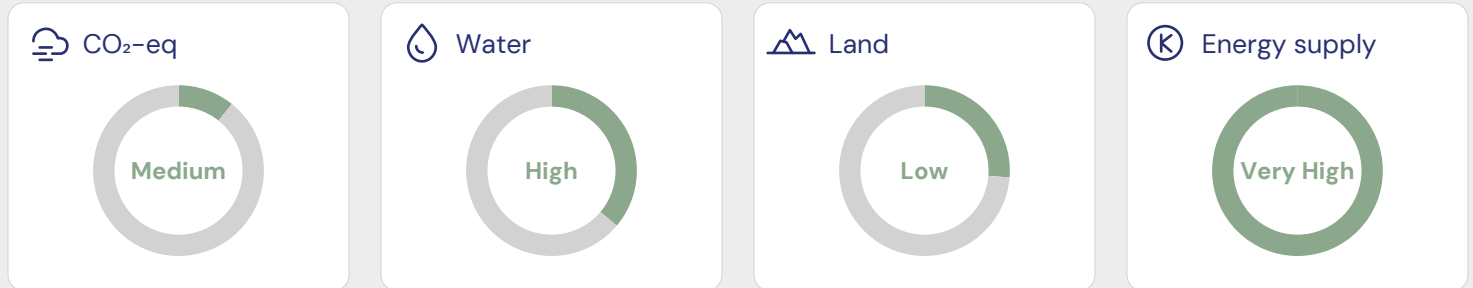 CO₂-eq
Medium
Water
High
Land
Low
Energy supply
Very High